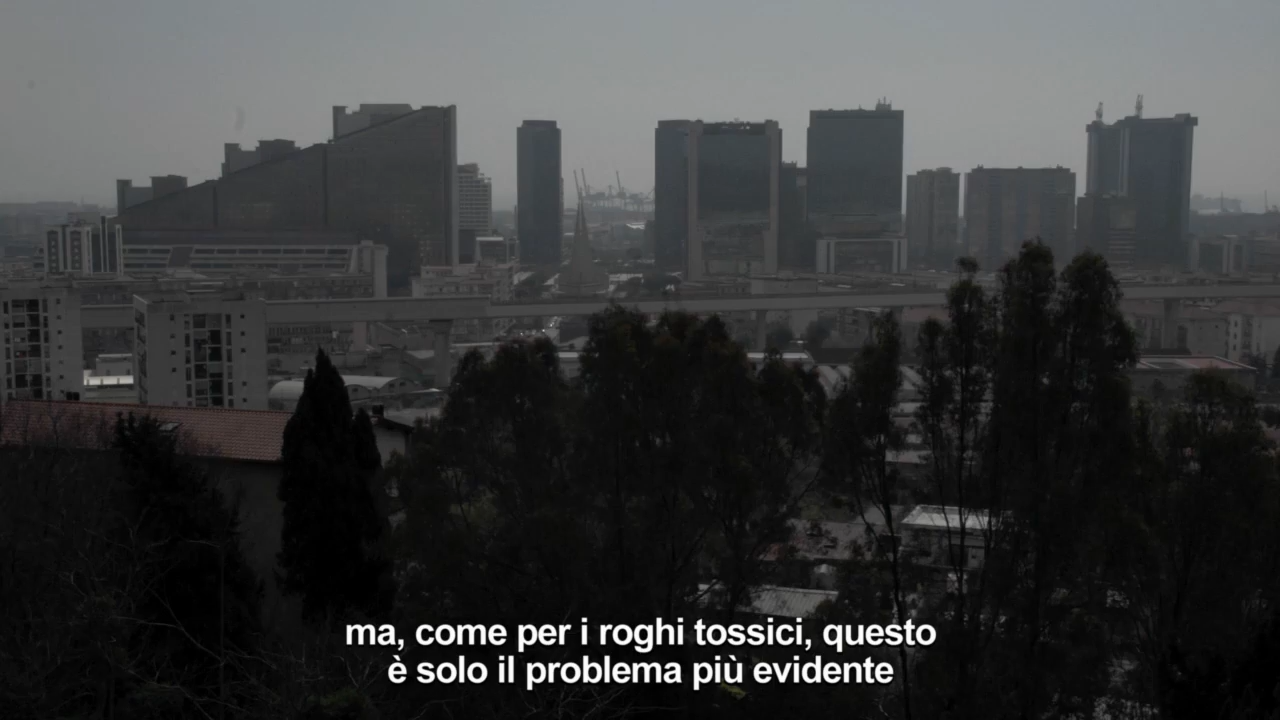 ma, come per i roghi tossici, questo
è solo il problema più evidente